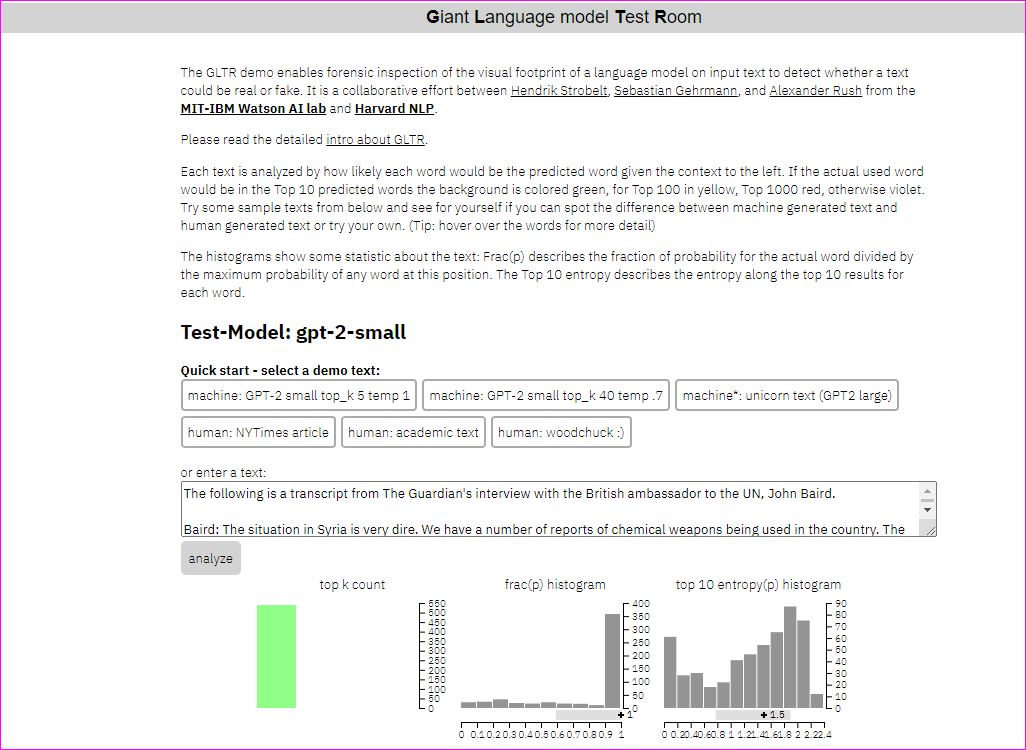 Giant Language model Test Room
The GLTR demo enables forensic inspection of the visual footprint of a language model on input text to detect whether a text
could be real or fake. It is a collaborative effort between Hendrik Strobelt, Sebastian Gehrmann, and Alexander Rush from the
MIT-IBM Watson AI lab and Harvard NLP.
Please read the detailed intro about GLTR.
Each text is analyzed by how likely each word would be the predicted word given the context to the left. If the actual used word
would be in the Top 10 predicted words the background is colored green, for Top 100 in yellow, Top 1000 red, otherwise violet.
Try some sample texts from below and see for yourself if you can spot the difference between machine generated text and
human generated text or try your own. (Tip: hover over the words for more detail)
The histograms show some statistic about the text: Frac(p) describes the fraction of probability for the actual word divided by
the maximum probability of any word at this position. The Top 10 entropy describes the entropy along the top 10 results for
each word.
Test-Model: gpt-2-small
Quick start - select a demo text:
machine: GPT-2 small top_k 5 temp 1 machine: GPT-2 small top_k 40 temp .7 machine*: unicorn text (GPT2 large)
human: NYTimes article human: academic text human: woodchuck :)
or enter a text:
The following is a transcript from The Guardian's interview with the British ambassador to the UN, John Baird.
Baird: The situation in Syria is very dire. We have a number of reports of chemical weapons being used in the country. The
analyze
top k count frac(p) histogram top 10 entropy(p) histogram
550 400 90
500 350 80
450 300 70
400 250 60
350 200 50
300 150 40
250 100 30
200 50 20
150 0 10
100 0
50
0
+ 1 + 1.5
0 0.1 0.2 0.3 0.4 0.5 0.6 0.7 0.8 0.9 1 0 0.2 0.4 0.6 0.8 1 1.2 1.4 1.6 1.8 2 2.2 2.4